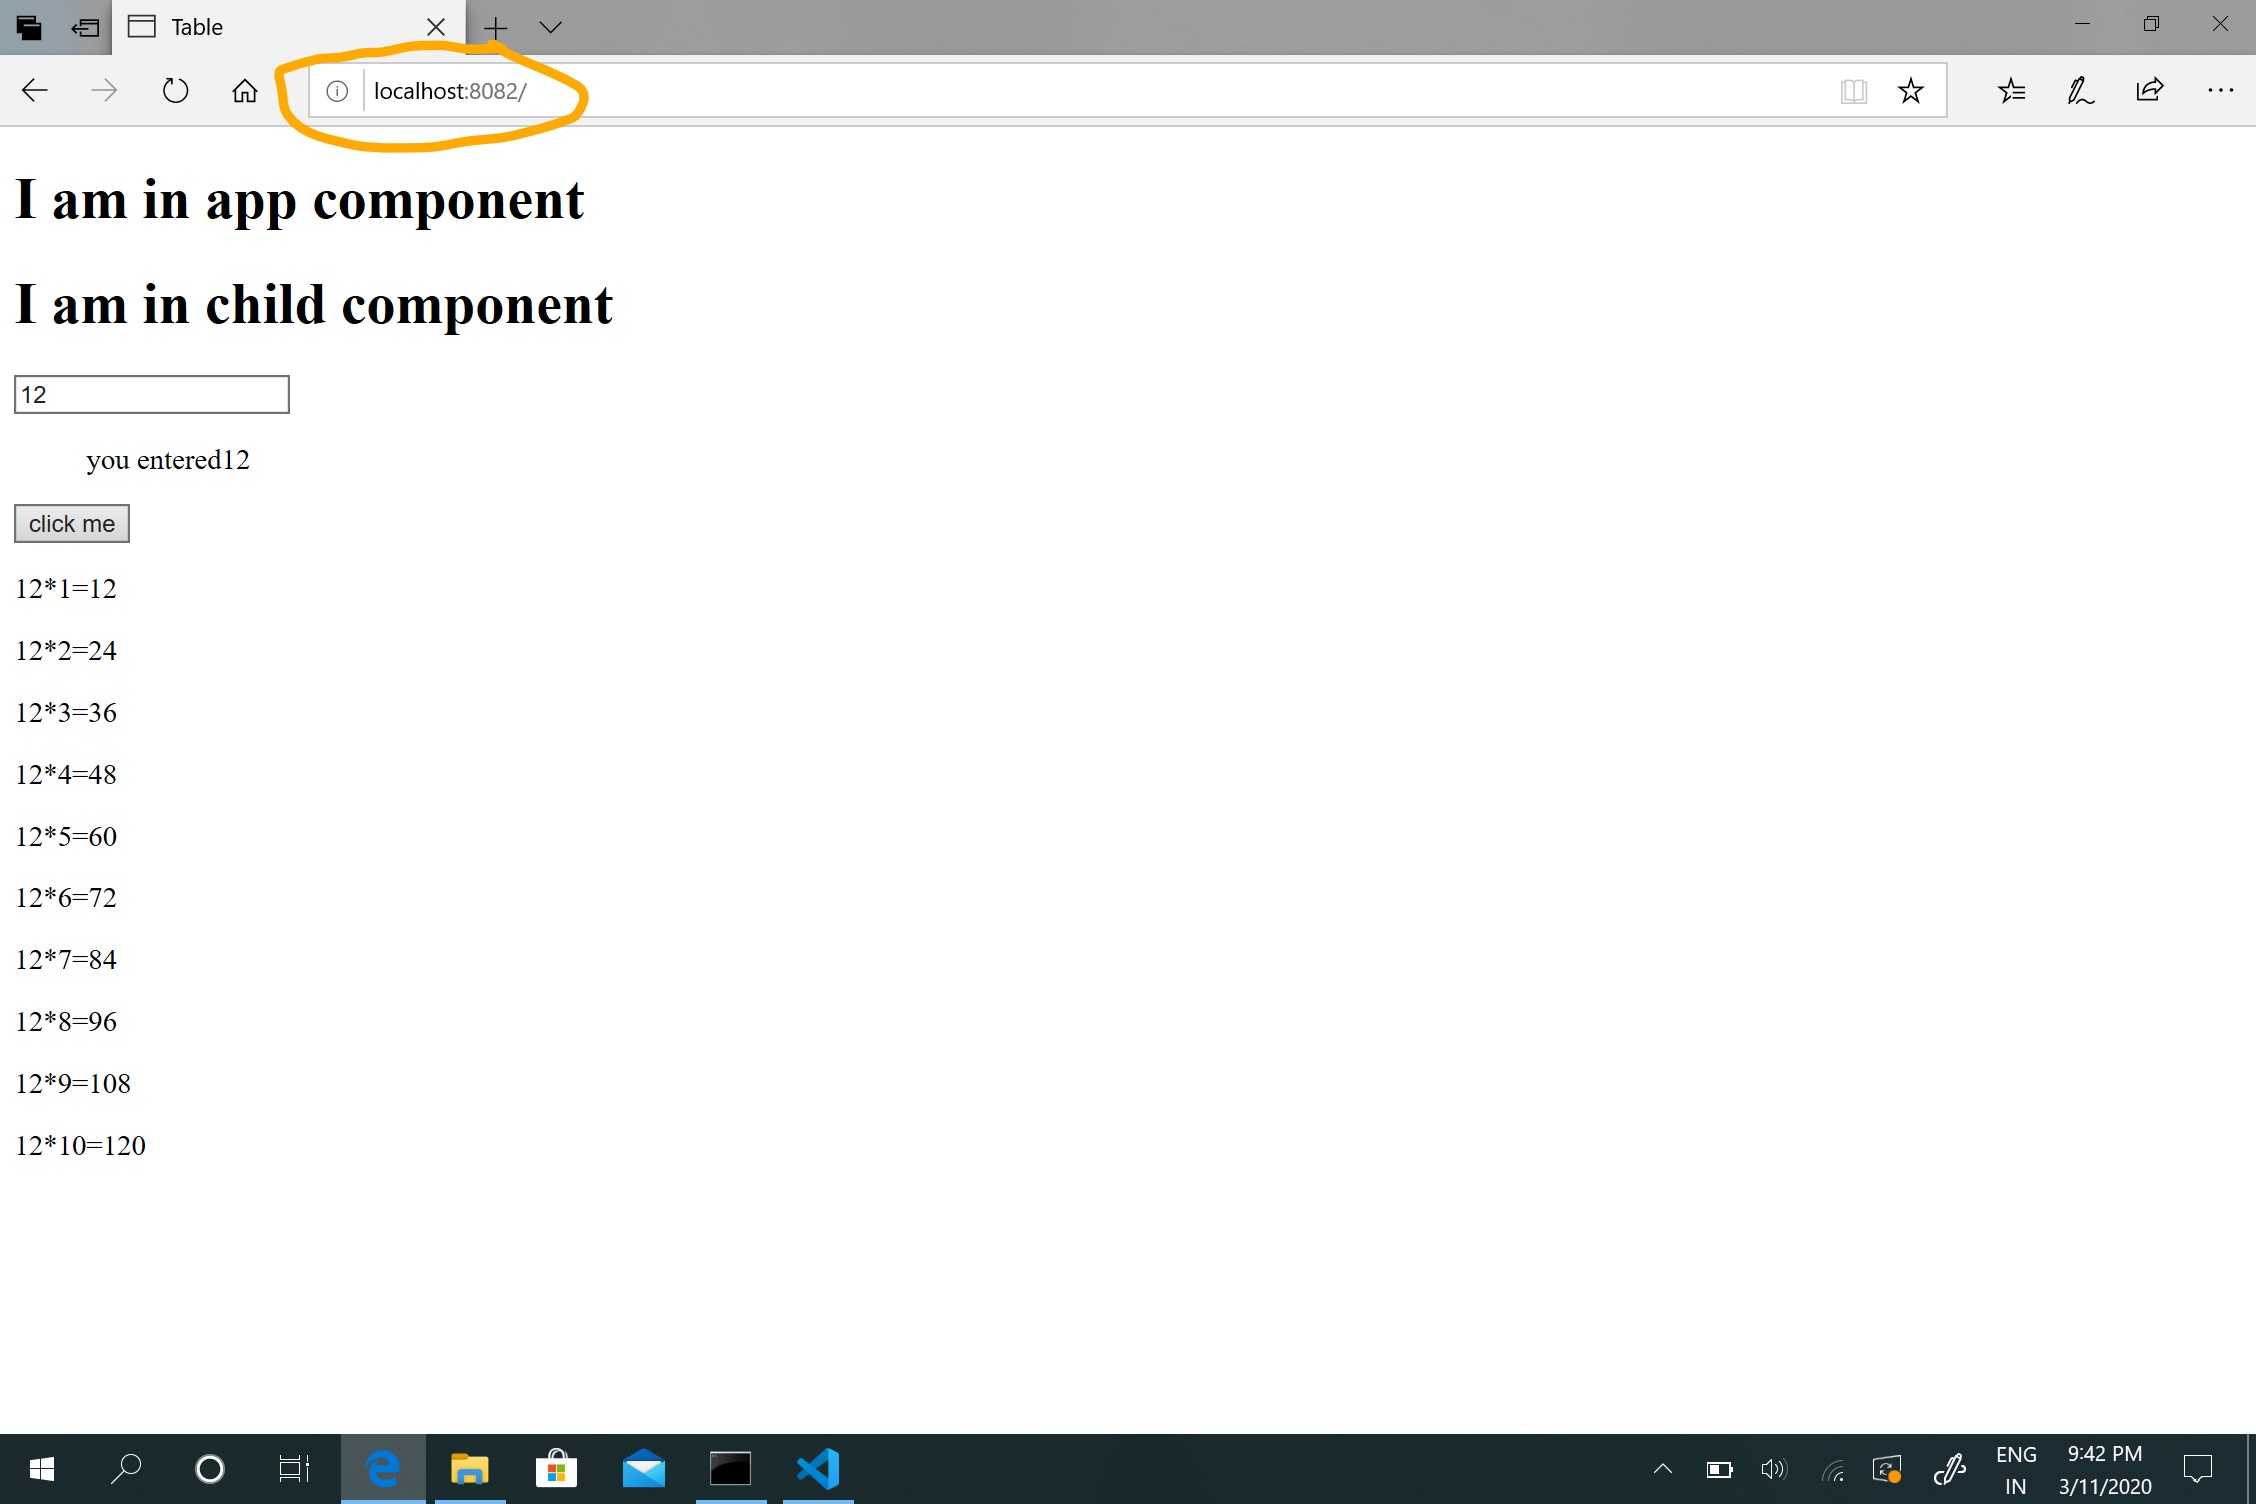 Table
localhost:8082/
I am in app component
I am in child component
12
you entered12
click me
12*1=12
12*2=24
12*3=36
12*4=48
12*5=60
12*6=72
12*7=84
12*8=96
12*9=108
12*10=120
ENG 9:42 PM
IN 3/11/2020